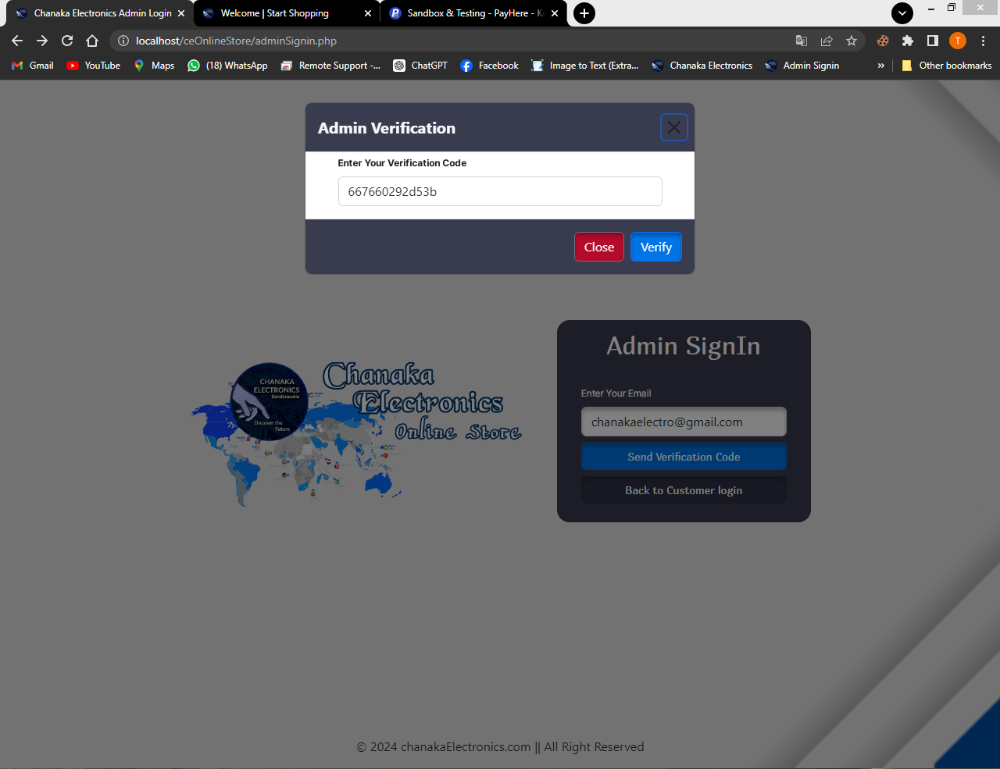 Chanaka Electronics Admin Login
Welcome | Start Shopping
Sandbox & Testing - PayHere - K
localhost/ceOnlineStore/adminSignin.php
T
Gmail
YouTube
Maps
(18) WhatsApp
Remote Support -...
ChatGPT
Facebook
Image to Text (Extra...
Chanaka Electronics
Admin Signin
»
Other bookmarks
Admin Verification
Enter Your Verification Code
667660292d53b
Close
Verify
CHANAKA
ELECTRONICS
Bandarawela
Discover the
Future
Chanaka
Electronics
Online Store
Admin SignIn
Enter Your Email
chanakaelectro@gmail.com
Send Verification Code
Back to Customer login
© 2024 chanakaElectronics.com || All Right Reserved